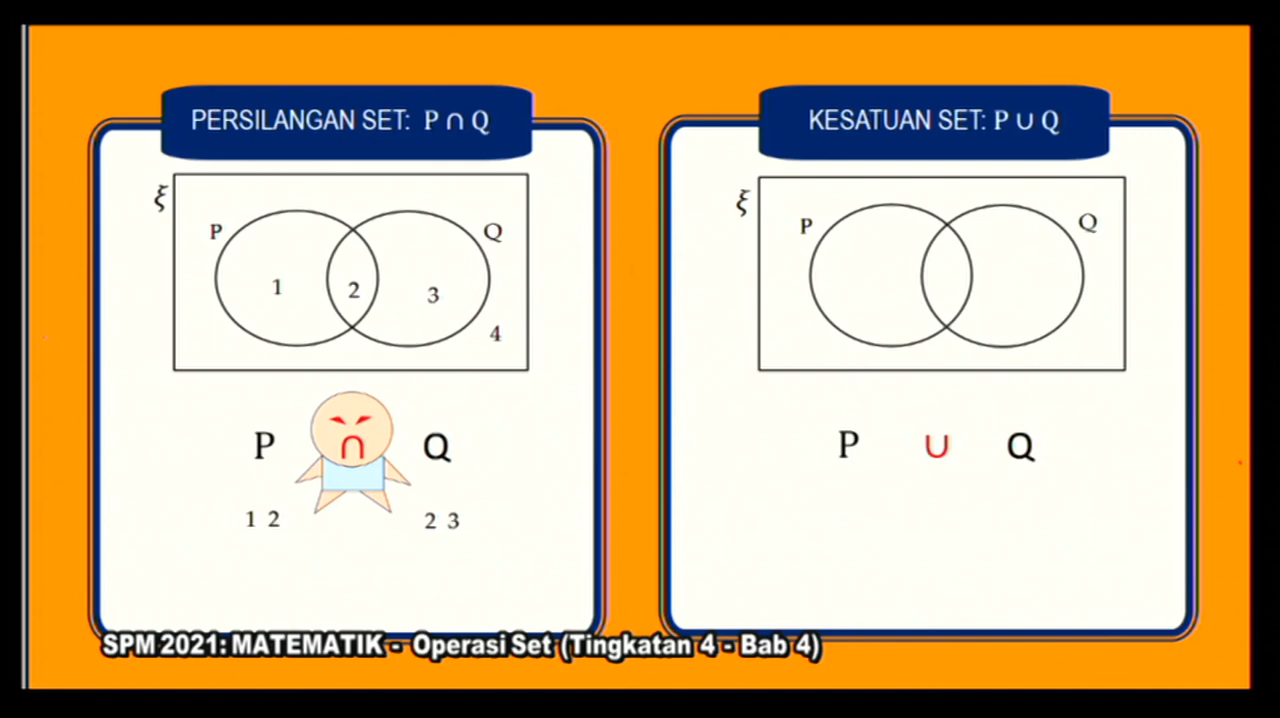 PERSILANGAN SET: P ∩ Q
ξ
P
Q
1
2
3
4
P ∩ Q
1 2
2 3
KESATUAN SET: P ∪ Q
ξ
P
Q
P ∪ Q
SPM 2021: MATEMATIK - Operasi Set (Tingkatan 4 - Bab 4)